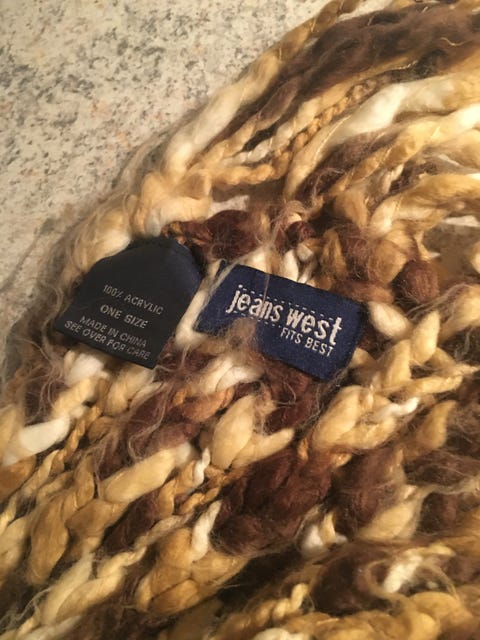 100% ACRYLIC
ONE SIZE
MADE IN CHINA
SEE OVER FOR CARE
jeans west
FITS BEST